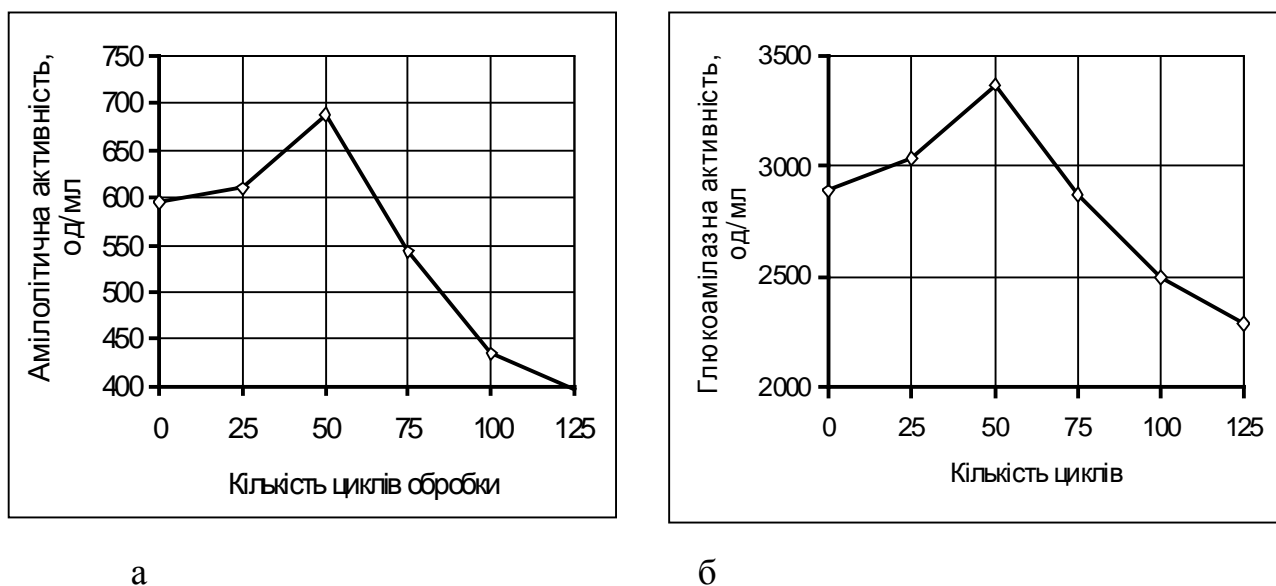 Амілолітична активність,
од/мл
750
700
650
600
550
500
450
400
0 25 50 75 100 125
Кількість циклів обробки
а
Глюкоамілазна активність,
од/мл
3500
3000
2500
2000
0 25 50 75 100 125
Кількість циклів
б